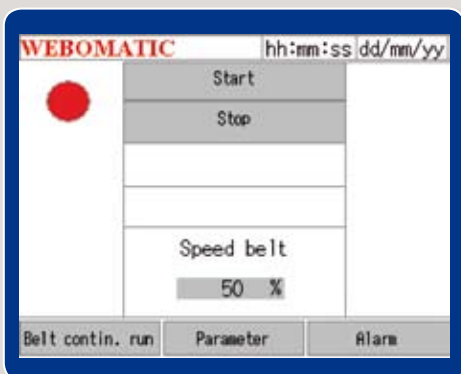 WEBOMATIC hh:mm:ss dd/mm/yy
Start
Stop
Speed belt
50 %
Belt contin. run Parameter Alarm